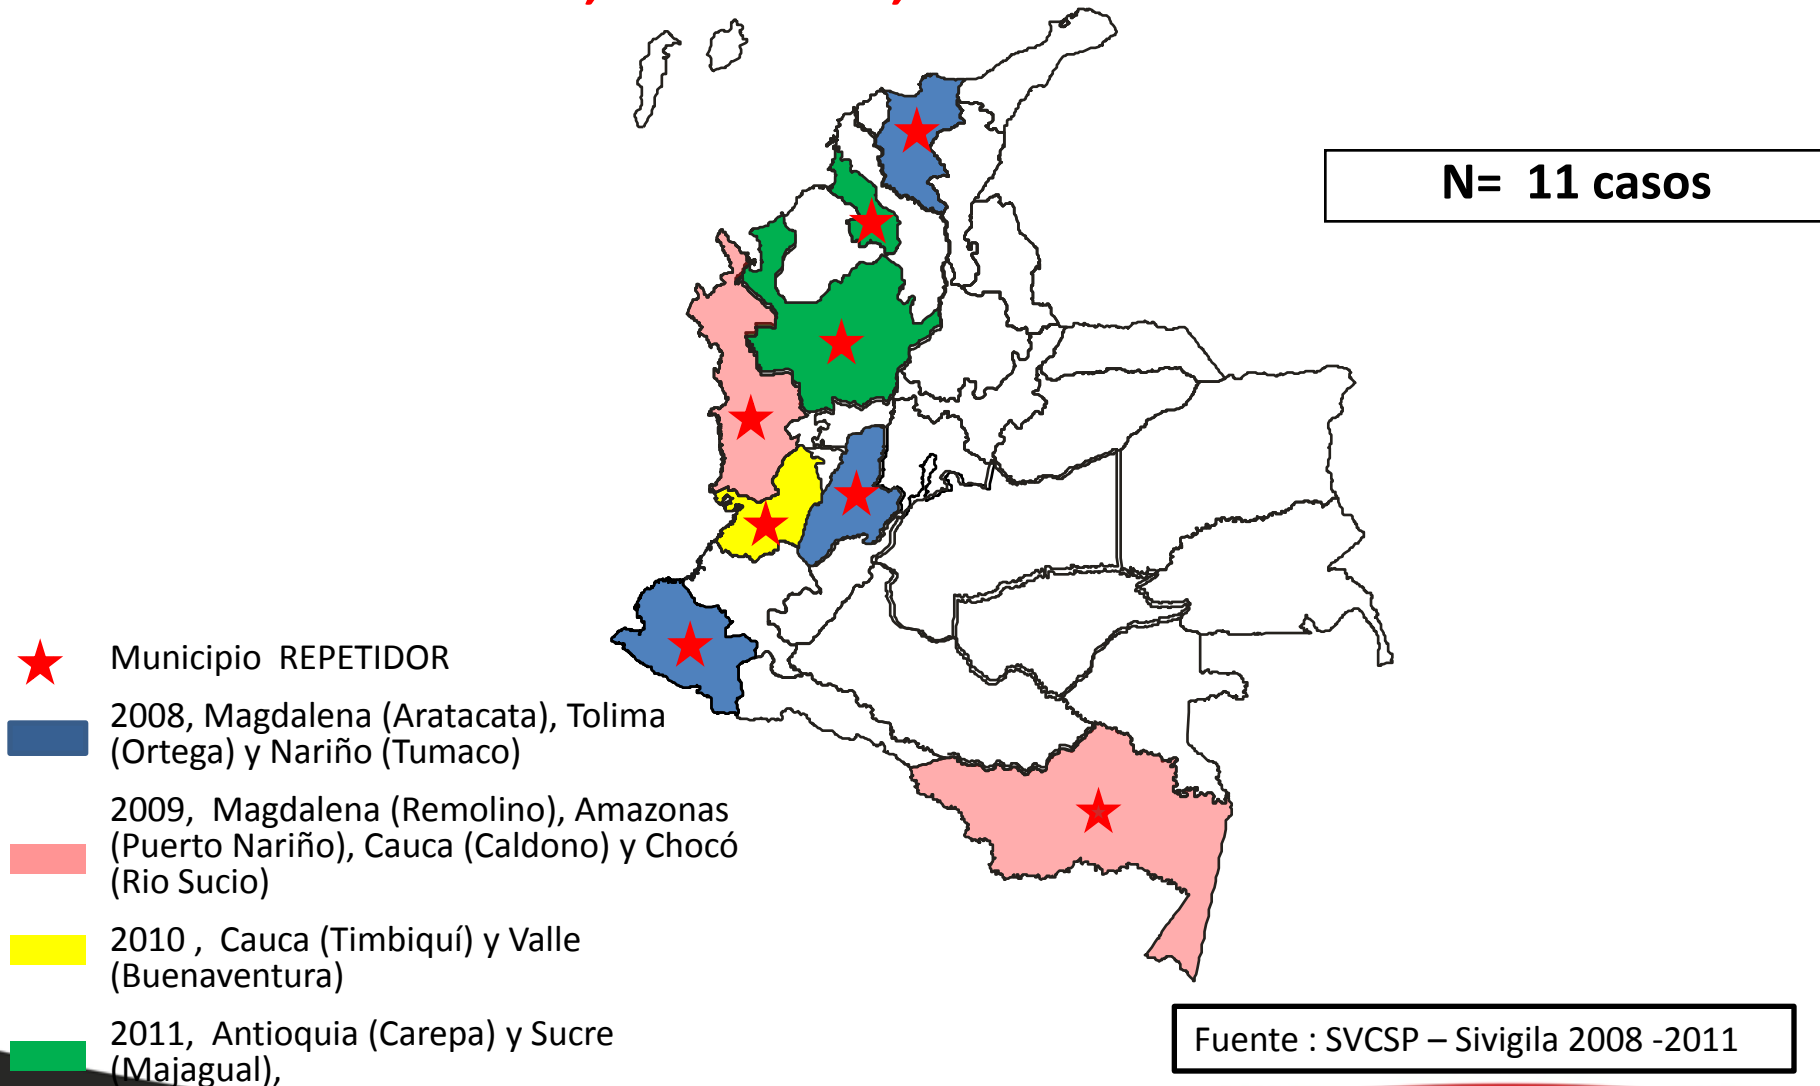 N= 11 casos
Municipio REPETIDOR
2008, Magdalena (Aratacata), Tolima
(Ortega) y Nariño (Tumaco)
2009, Magdalena (Remolino), Amazonas
(Puerto Nariño), Cauca (Caldono) y Chocó
(Rio Sucio)
2010 , Cauca (Timbiquí) y Valle
(Buenaventura)
2011, Antioquia (Carepa) y Sucre
(Majagual),
Fuente : SVCSP – Sivigila 2008 -2011